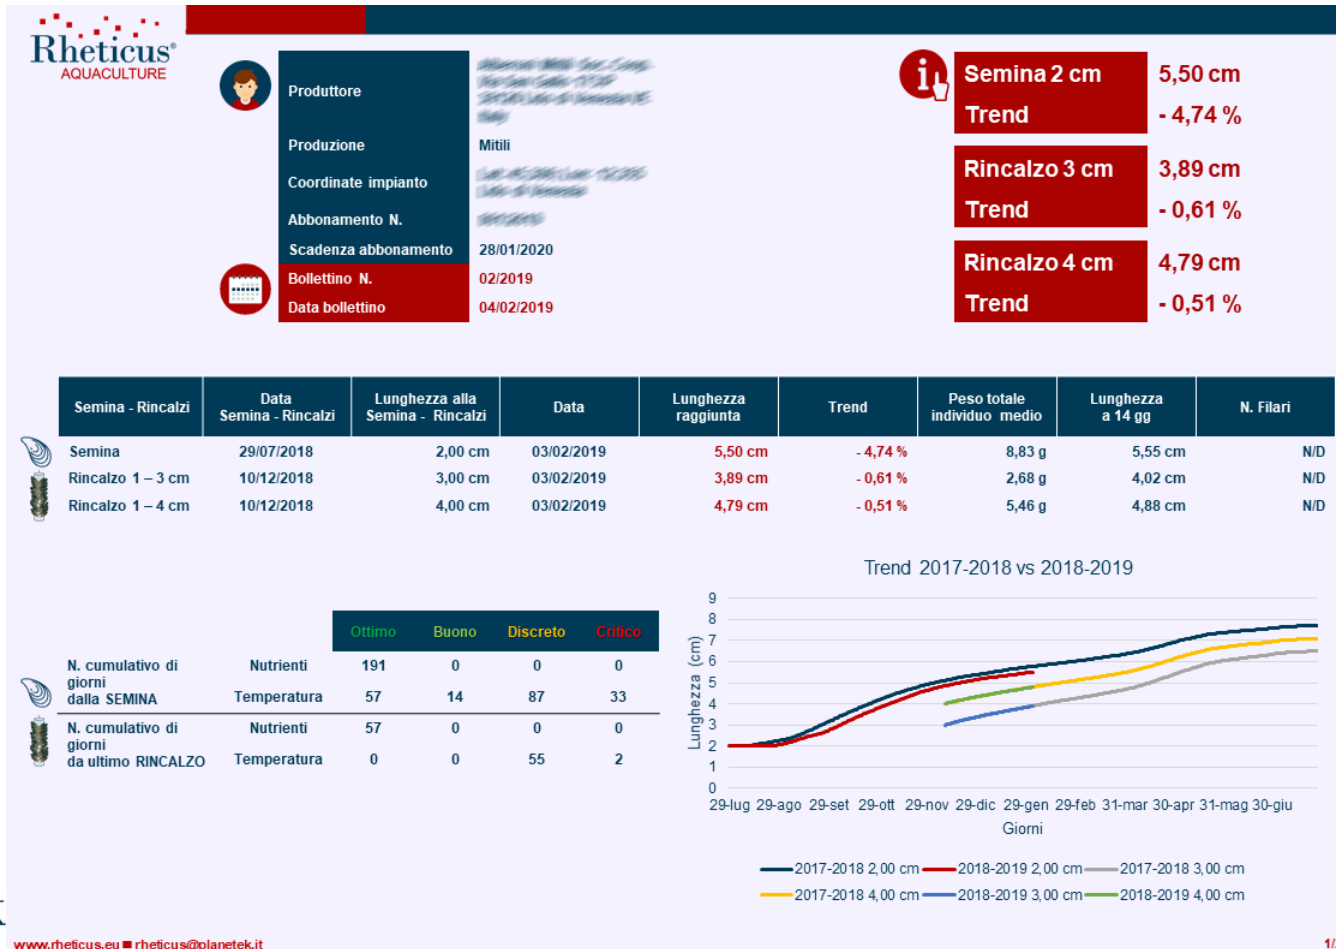 Rheticus®
AQUACULTURE
Produttore
Produzione Mitili
Coordinate impianto
Abbonamento N.
Scadenza abbonamento 28/01/2020
Bollettino N. 02/2019
Data bollettino 04/02/2019
Semina 2 cm 5,50 cm
Trend - 4,74 %
Rincalzo 3 cm 3,89 cm
Trend - 0,61 %
Rincalzo 4 cm 4,79 cm
Trend - 0,51 %
Semina - Rincalzi Data Semina - Rincalzi Lunghezza alla Semina - Rincalzi Data Lunghezza raggiunta Trend Peso totale individuo medio Lunghezza a 14 gg N. Filari
Semina 29/07/2018 2,00 cm 03/02/2019 5,50 cm - 4,74 % 8,83 g 5,55 cm N/D
Rincalzo 1 – 3 cm 10/12/2018 3,00 cm 03/02/2019 3,89 cm - 0,61 % 2,68 g 4,02 cm N/D
Rincalzo 1 – 4 cm 10/12/2018 4,00 cm 03/02/2019 4,79 cm - 0,51 % 5,46 g 4,88 cm N/D
Ottimo Buono Discreto Critico
N. cumulativo di
giorni
dalla SEMINA
Nutrienti 191 0 0 0
Temperatura 57 14 87 33
N. cumulativo di
giorni
da ultimo RINCALZO
Nutrienti 57 0 0 0
Temperatura 0 0 55 2
Trend 2017-2018 vs 2018-2019
Lunghezza (cm)
9
8
7
6
5
4
3
2
1
0
29-lug 29-ago 29-set 29-ott 29-nov 29-dic 29-gen 29-feb 31-mar 30-apr 31-mag 30-giu
Giorni
2017-2018 2,00 cm 2018-2019 2,00 cm 2017-2018 3,00 cm
2017-2018 4,00 cm 2018-2019 3,00 cm 2018-2019 4,00 cm
www.rheticus.eu ■ rheticus@planetek.it
1/